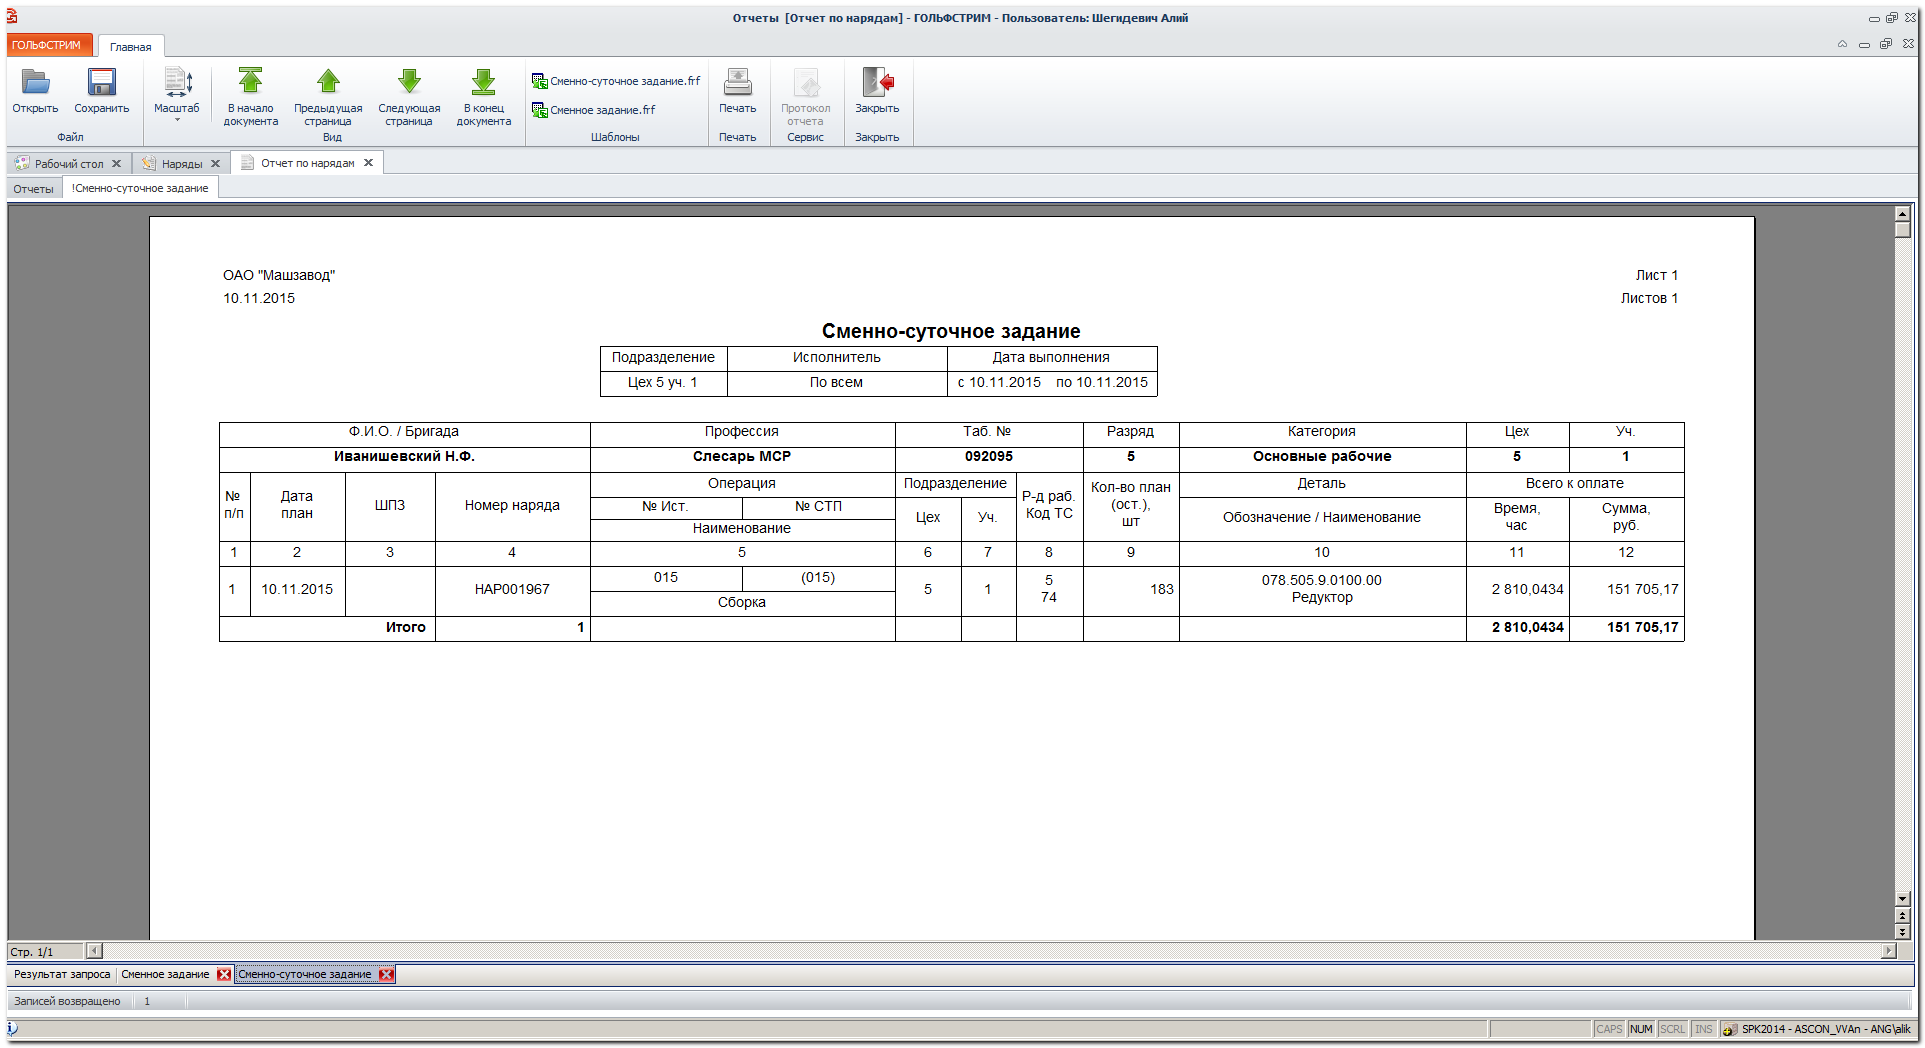 Отчеты [Отчет по нарядам] - ГОЛЬФСТРИМ - Пользователь: Шегидевич Алий
ГОЛЬФСТРИМ Главная
Открыть Сохранить
Файл
Масштаб
В начало документа
Предыдущая страница
Следующая страница
В конец документа
Вид
Сменно-суточное задание.frf
Сменное задание.frf
Шаблоны
Печать
Печать
Протокол отчета
Сервис
Закрыть
Закрыть
Рабочий стол Наряды Отчет по нарядам
Отчеты !Сменно-суточное задание
ОАО "Машзавод" Лист 1
10.11.2015 Листов 1
Сменно-суточное задание
Подразделение Исполнитель Дата выполнения
Цех 5 уч. 1 По всем с 10.11.2015 по 10.11.2015
Ф.И.О. / Бригада Профессия Таб. № Разряд Категория Цех Уч.
Иванишевский Н.Ф. Слесарь МСР 092095 5 Основные рабочие 5 1
№ п/п
Дата план
ШПЗ
Номер наряда
Операция
№ Ист. № СТП
Наименование
Подразделение
Цех Уч.
Р-д раб. Код ТС
Кол-во план (ост.), шт
Деталь
Обозначение / Наименование
Всего к оплате
Время, час
Сумма, руб.
1 2 3 4 5 6 7 8 9 10 11 12
1 10.11.2015 НАР001967
015 (015)
Сборка
5 1
5
74
183
078.505.9.0100.00
Редуктор
2 810,0434 151 705,17
Итого 1 2 810,0434 151 705,17
Стр. 1/1
Результат запроса Сменное задание Сменно-суточное задание
Записей возвращено 1
CAPS NUM SCRL INS SPK2014 - ASCON_VVAn - ANG\alik